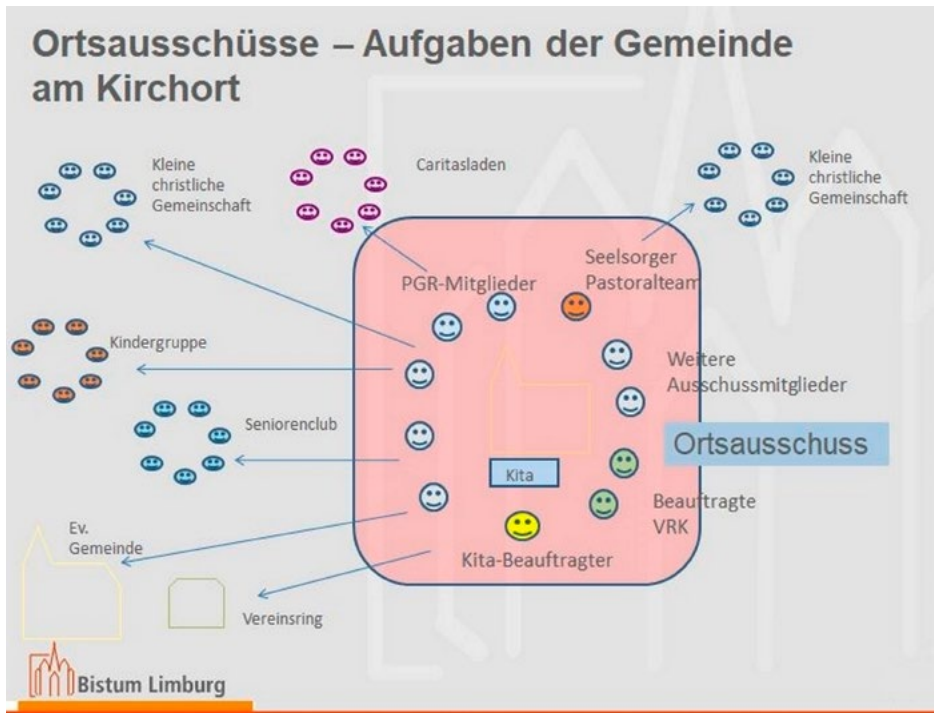 Ortsausschüsse – Aufgaben der Gemeinde
am Kirchort
Kleine
christliche
Gemeinschaft
Caritasladen
Kleine
christliche
Gemeinschaft
PGR-Mitglieder
Seelsorger
Pastoralteam
Kindergruppe
Weitere
Ausschussmitglieder
Seniorenclub
Ortsausschuss
Kita
Beauftragte
VRK
Ev.
Gemeinde
Kita-Beauftragter
Vereinsring
Bistum Limburg